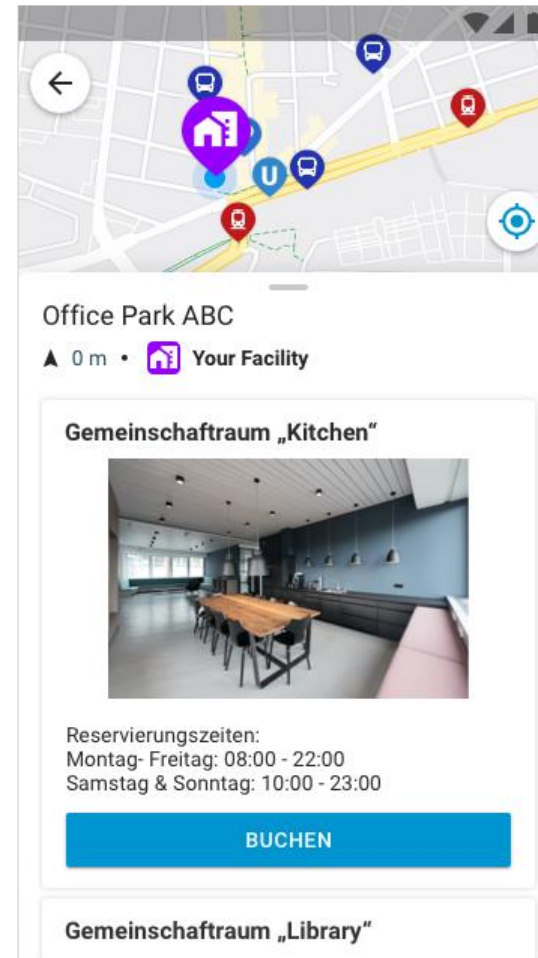 U
Office Park ABC
0 m • Your Facility
Gemeinschaftraum „Kitchen“
Reservierungszeiten:
Montag- Freitag: 08:00 - 22:00
Samstag & Sonntag: 10:00 - 23:00
BUCHEN
Gemeinschaftraum „Library“